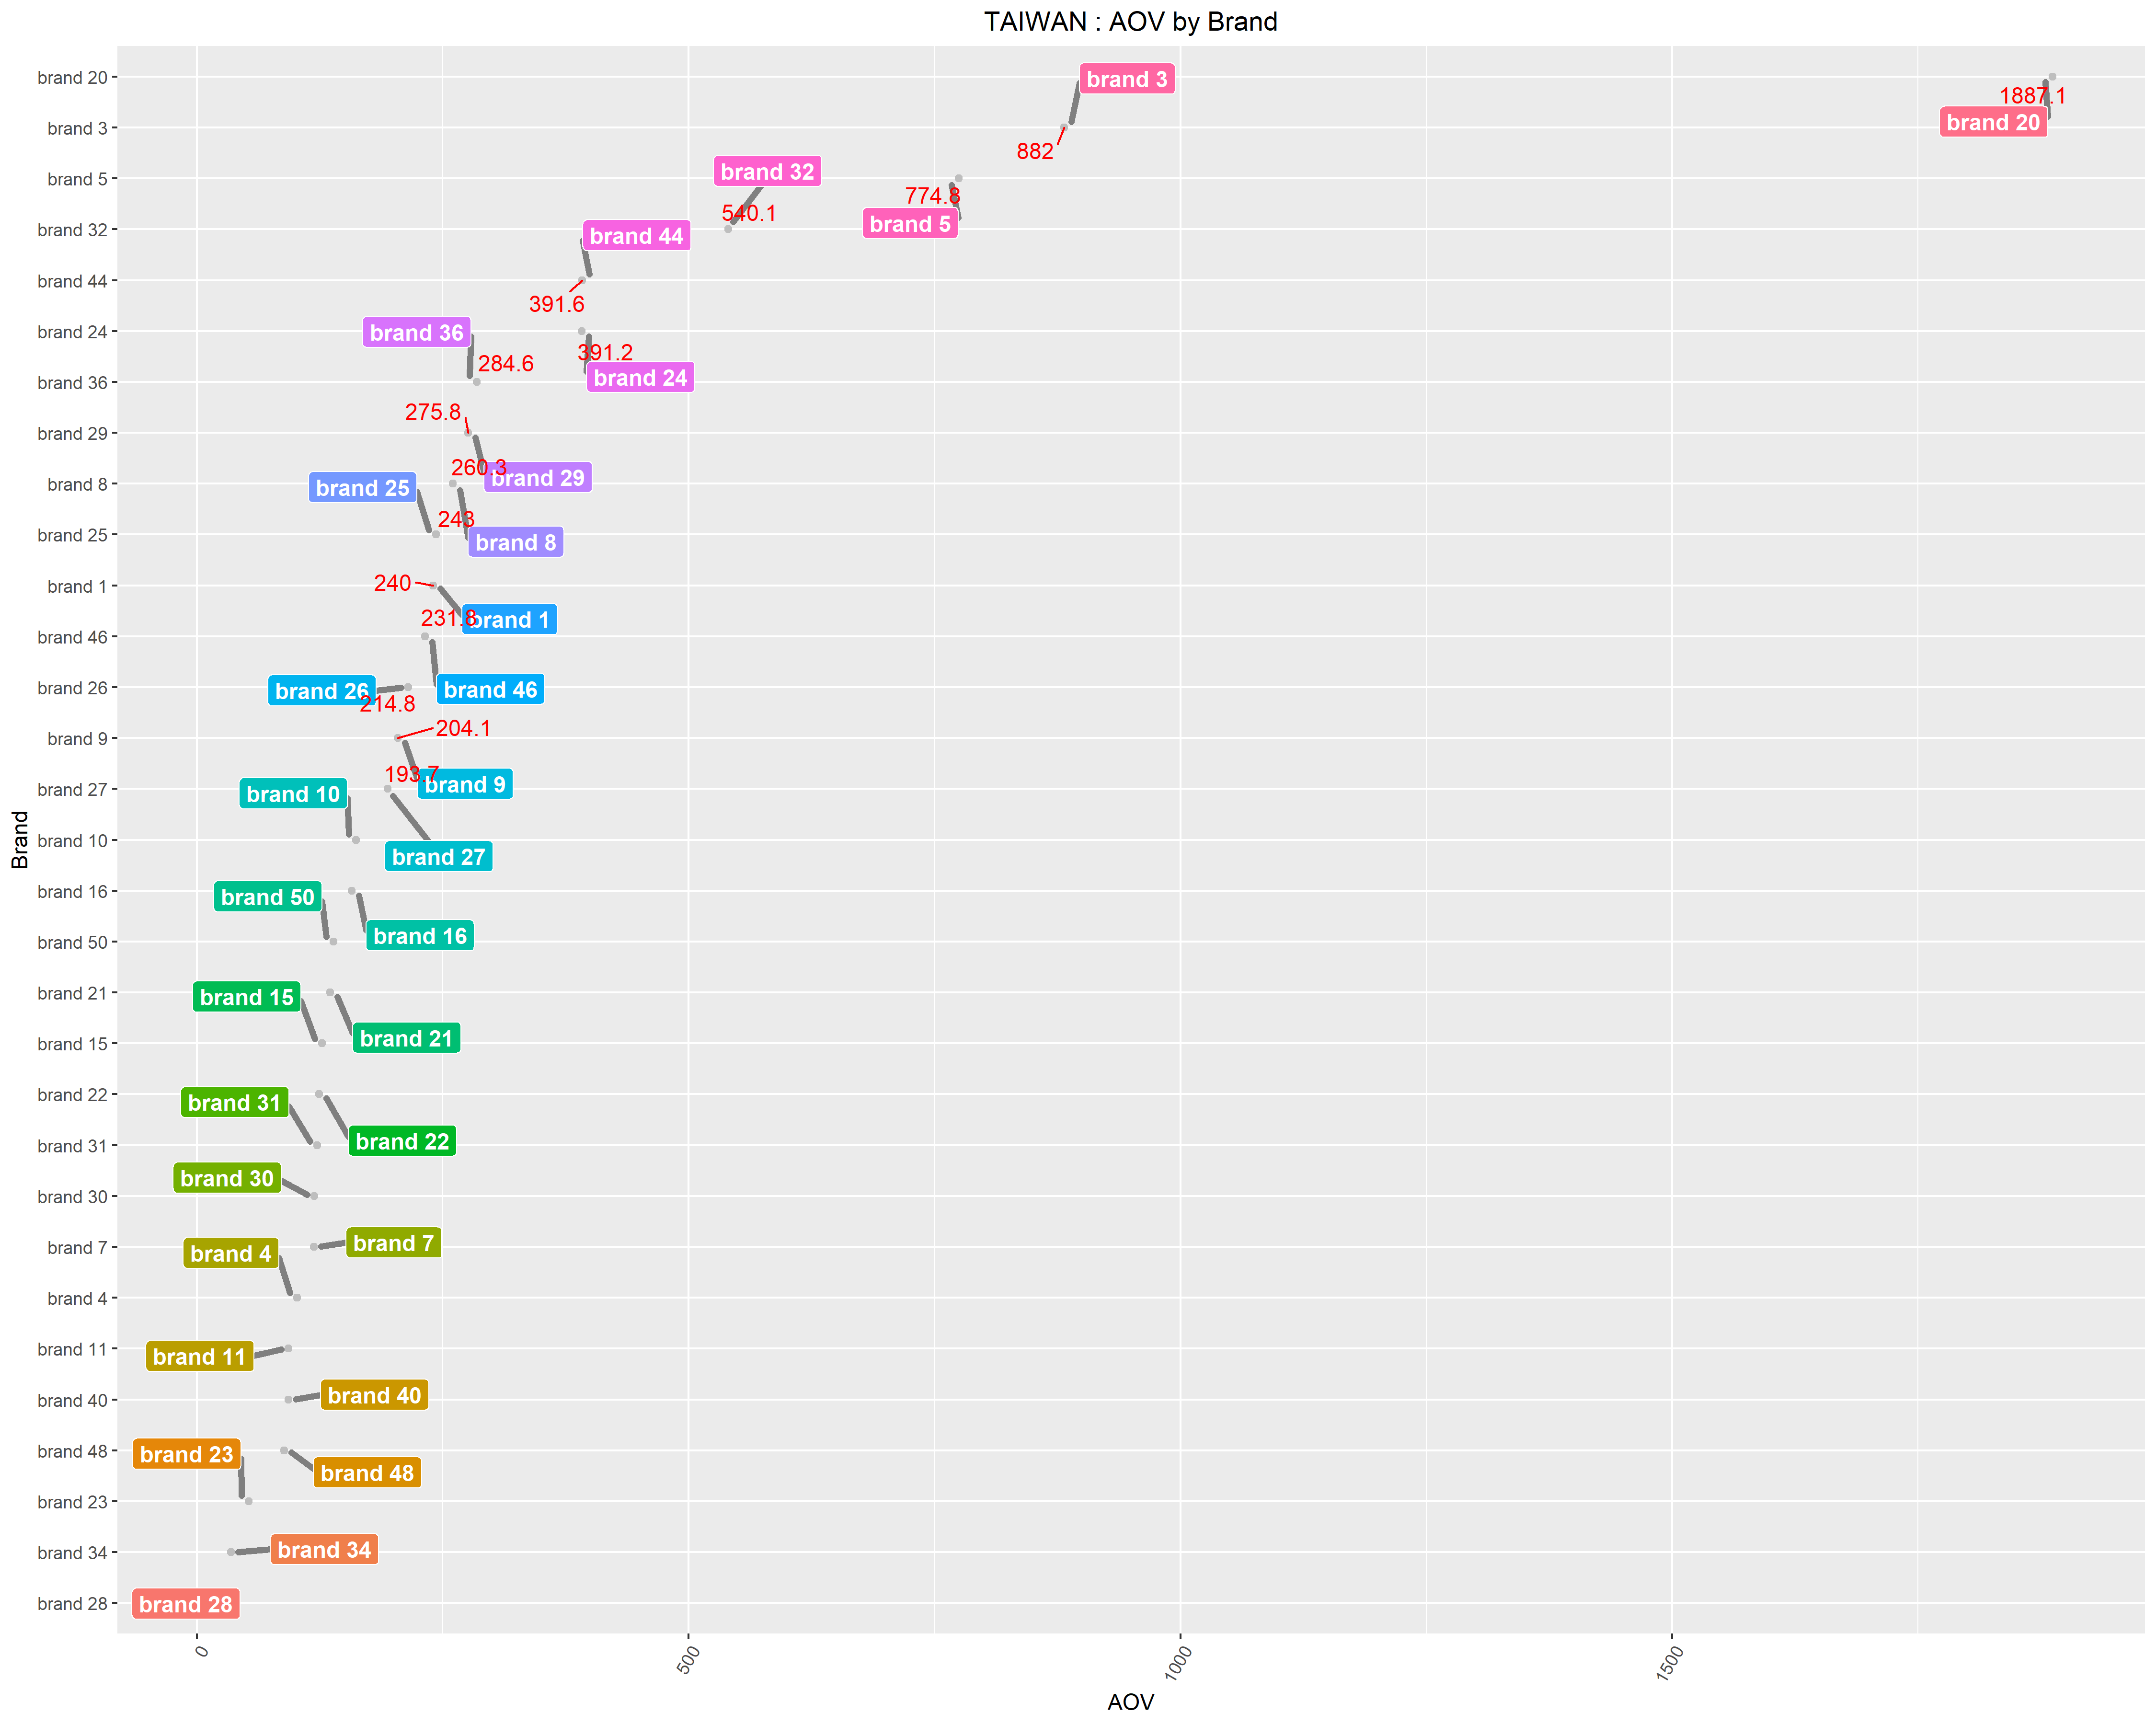 TAIWAN : AOV by Brand
brand 20
brand 3
brand 5
brand 32
brand 44
brand 24
brand 36
brand 29
brand 8
brand 25
brand 1
brand 46
brand 26
brand 9
brand 27
brand 10
brand 16
brand 50
brand 21
brand 15
brand 22
brand 31
brand 30
brand 7
brand 4
brand 11
brand 40
brand 48
brand 23
brand 34
brand 28
Brand
brand 3
1887.1
brand 20
882
brand 32
774.8
540.1
brand 5
brand 44
391.6
brand 36
391.2
284.6
brand 24
275.8
260.3
brand 29
brand 25
243
brand 8
240
231.8
brand 1
brand 26
brand 46
214.8
204.1
193.7
brand 9
brand 10
brand 27
brand 50
brand 16
brand 15
brand 21
brand 31
brand 22
brand 30
brand 7
brand 4
brand 11
brand 40
brand 23
brand 48
brand 34
brand 28
0
500
1000
1500
AOV